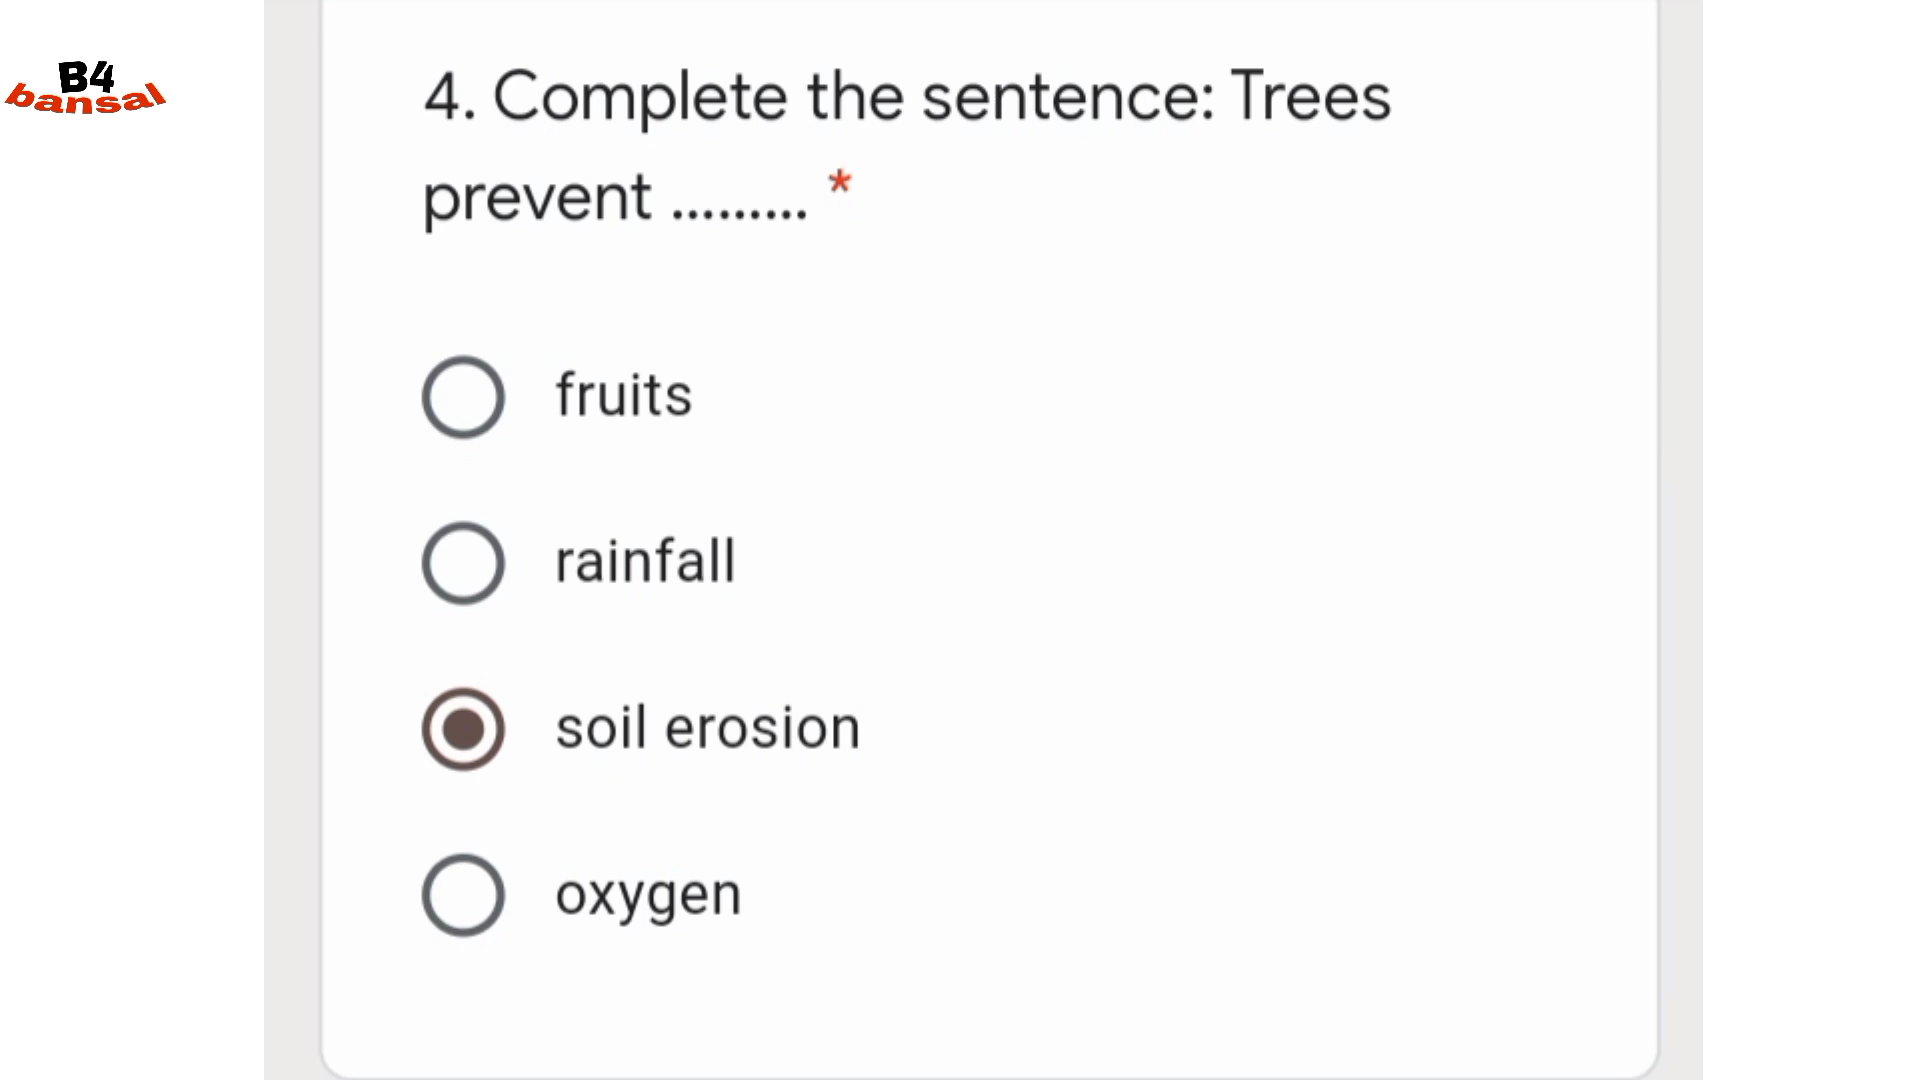 B4
bansal
4. Complete the sentence: Trees
prevent ......... *
fruits
rainfall
soil erosion
oxygen